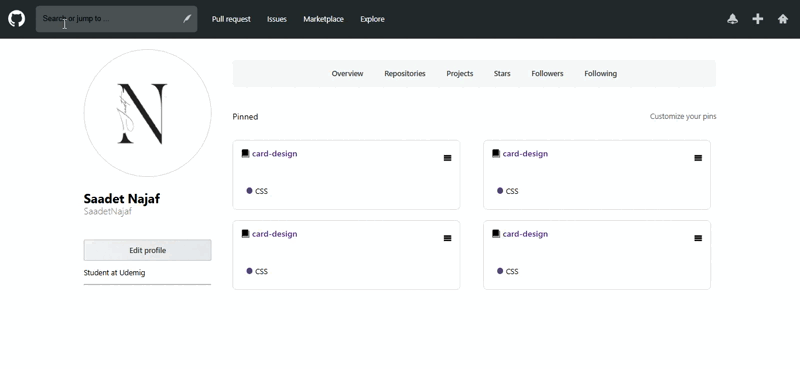 Search or jump to ...
Pull request Issues Marketplace Explore
Overview Repositories Projects Stars Followers Following
Pinned Customize your pins
card-design card-design
CSS CSS
card-design card-design
CSS CSS
N
Saadet Najaf
SaadetNajaf
Edit profile
Student at Udemig